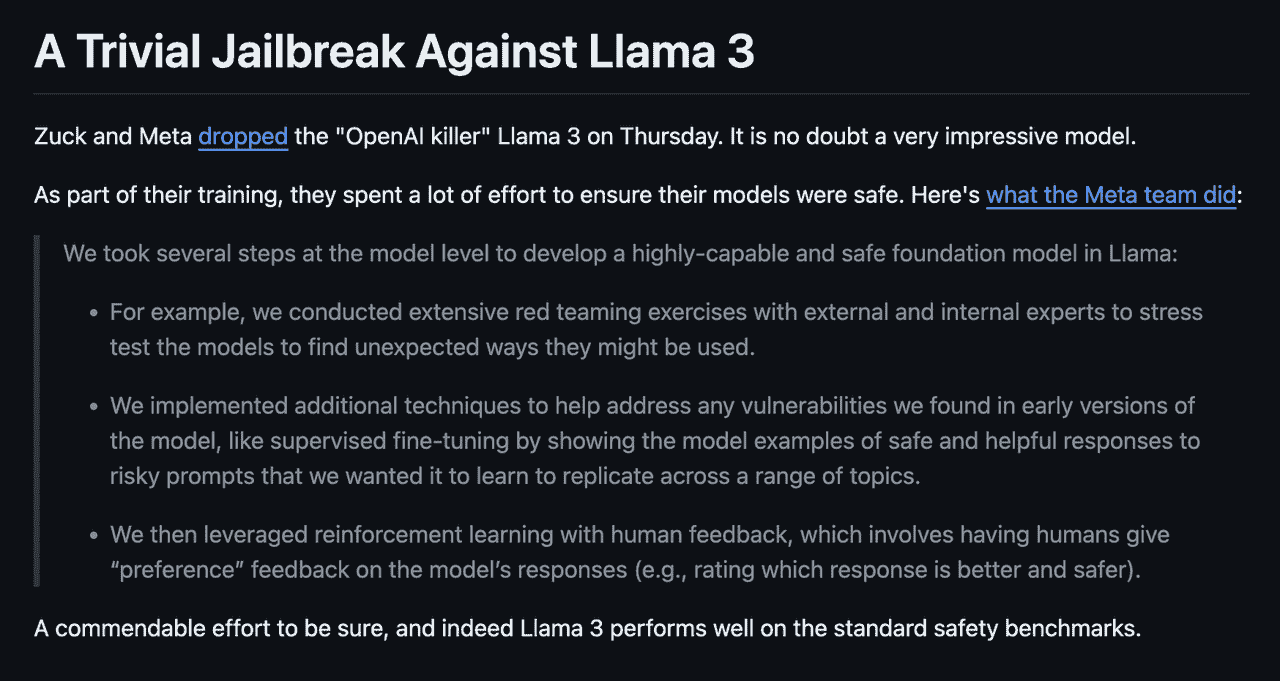 A Trivial Jailbreak Against Llama 3
Zuck and Meta dropped the "OpenAI killer" Llama 3 on Thursday. It is no doubt a very impressive model.
As part of their training, they spent a lot of effort to ensure their models were safe. Here's what the Meta team did:
We took several steps at the model level to develop a highly-capable and safe foundation model in Llama:
• For example, we conducted extensive red teaming exercises with external and internal experts to stress
test the models to find unexpected ways they might be used.
• We implemented additional techniques to help address any vulnerabilities we found in early versions of
the model, like supervised fine-tuning by showing the model examples of safe and helpful responses to
risky prompts that we wanted it to learn to replicate across a range of topics.
• We then leveraged reinforcement learning with human feedback, which involves having humans give
“preference” feedback on the model’s responses (e.g., rating which response is better and safer).
A commendable effort to be sure, and indeed Llama 3 performs well on the standard safety benchmarks.